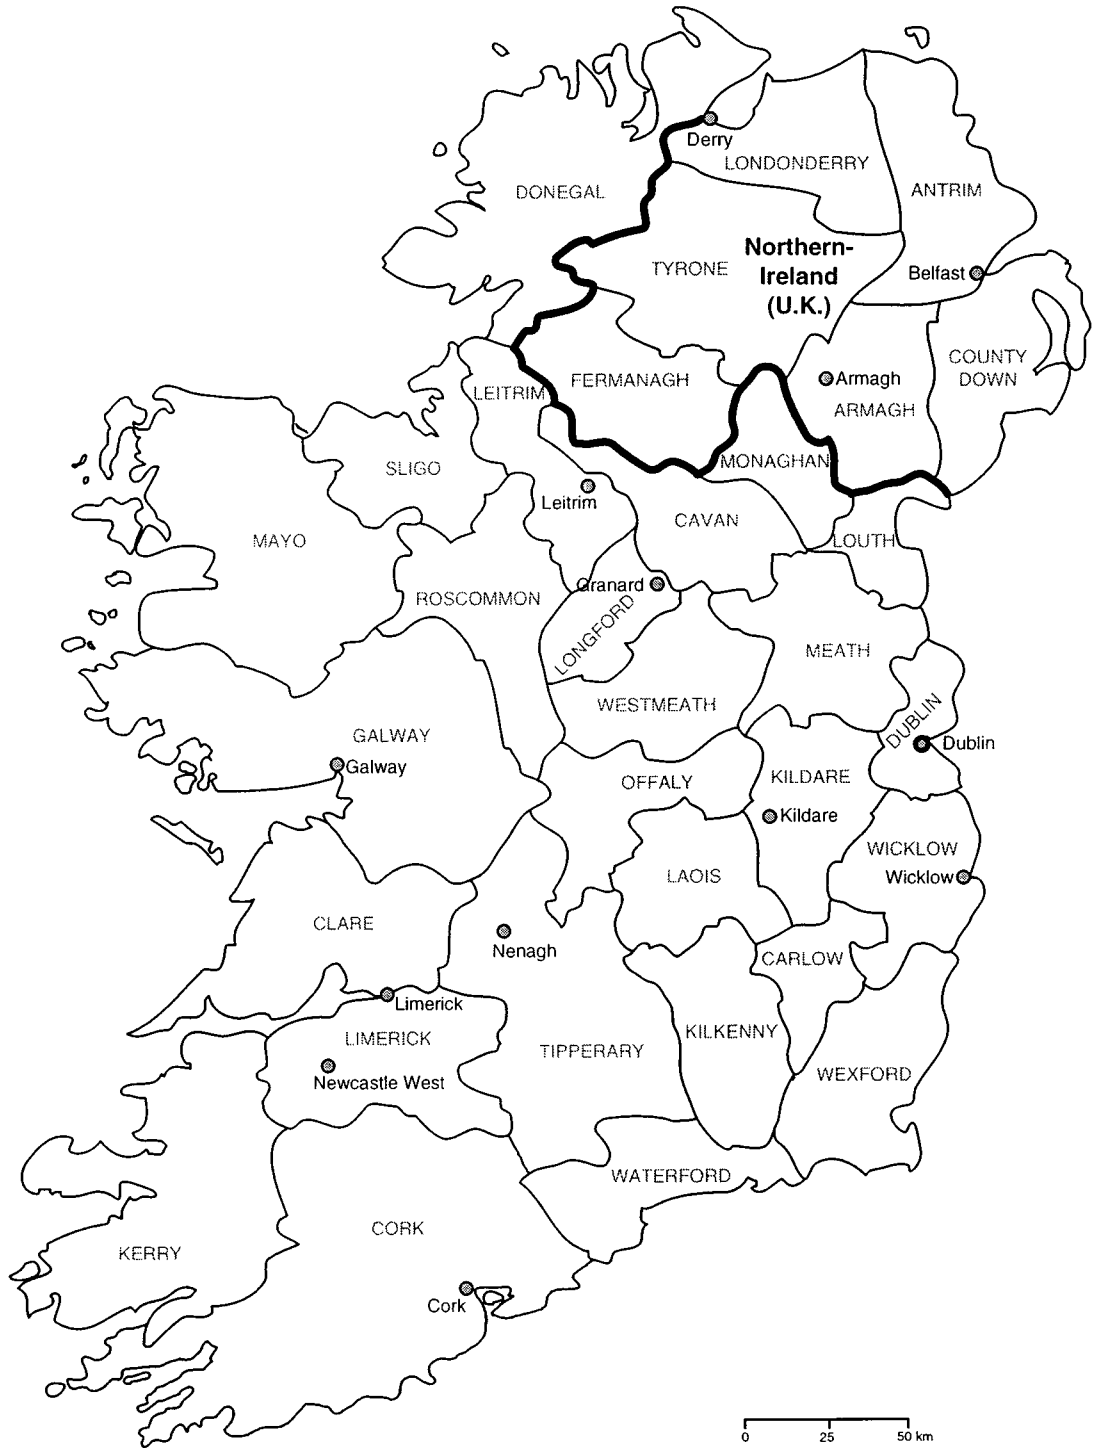 Derry
LONDONDERRY
DONEGAL
ANTRIM
Northern-
Ireland
(U.K.)
TYRONE
Belfast
COUNTY
DOWN
FERMANAGH
Armagh
ARMAGH
LEITRIM
MONAGHAN
SLIGO
Leitrim
CAVAN
MAYO
LOUTH
Granard
ROSCOMMON
LONGFORD
MEATH
WESTMEATH
DUBLIN
Dublin
GALWAY
Galway
OFFALY
KILDARE
Kildare
WICKLOW
Wicklow
LAOIS
CLARE
Nenagh
CARLOW
Limerick
LIMERICK
KILKENNY
TIPPERARY
Newcastle West
WEXFORD
WATERFORD
CORK
KERRY
Cork
0 25 50 km